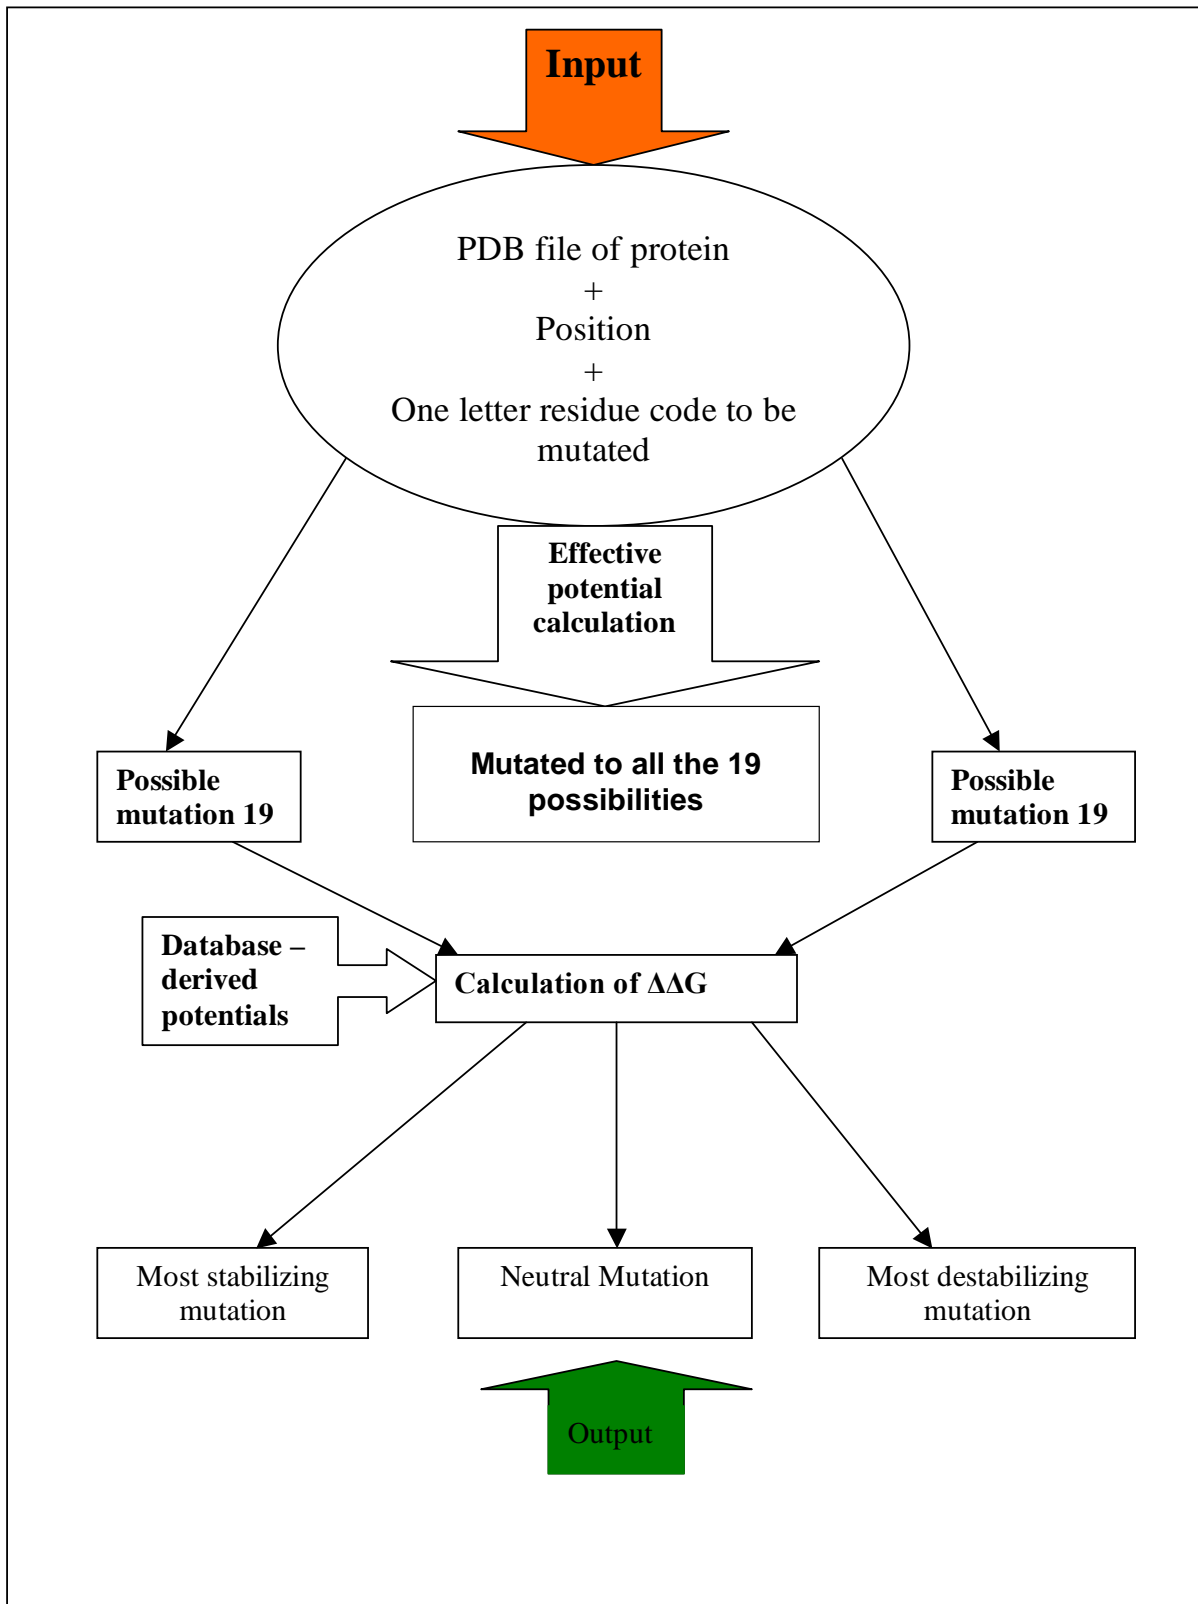 Input
PDB file of protein
+
Position
+
One letter residue code to be
mutated
Effective
potential
calculation
Possible
mutation 19
Mutated to all the 19
possibilities
Possible
mutation 19
Database –
derived
potentials
Calculation of ΔΔG
Most stabilizing
mutation
Neutral Mutation
Most destabilizing
mutation
Output